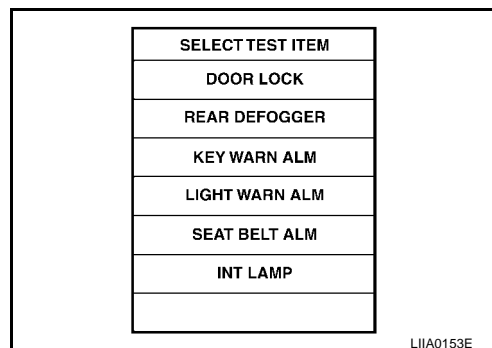 SELECT TEST ITEM
DOOR LOCK
REAR DEFOGGER
KEY WARN ALM
LIGHT WARN ALM
SEAT BELT ALM
INT LAMP
LIIA0153E